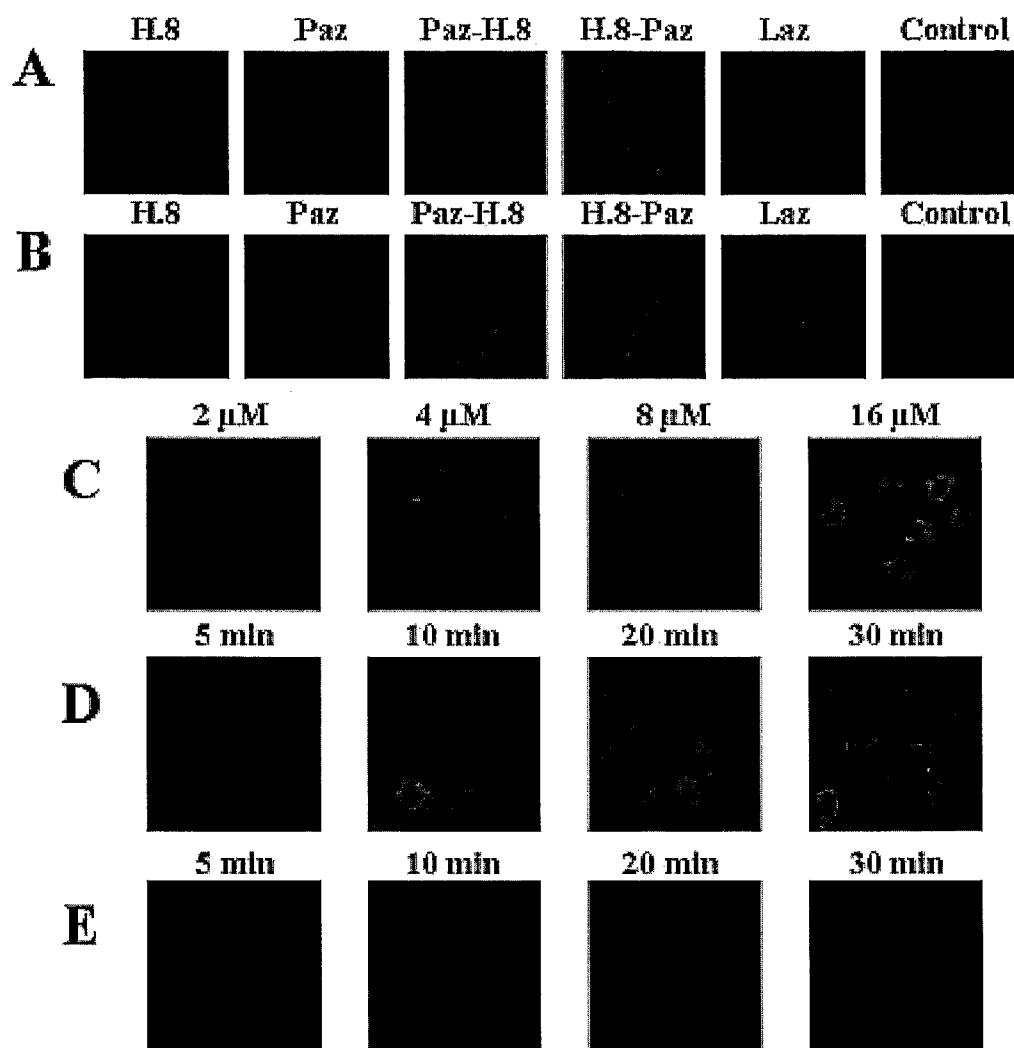 H.8 Paz Paz-H.8 H.8-Paz Laz Control
A
H.8 Paz Paz-H.8 H.8-Paz Laz Control
B
2 µM 4 µM 8 µM 16 µM
C
5 min 10 min 20 min 30 min
D
5 min 10 min 20 min 30 min
E